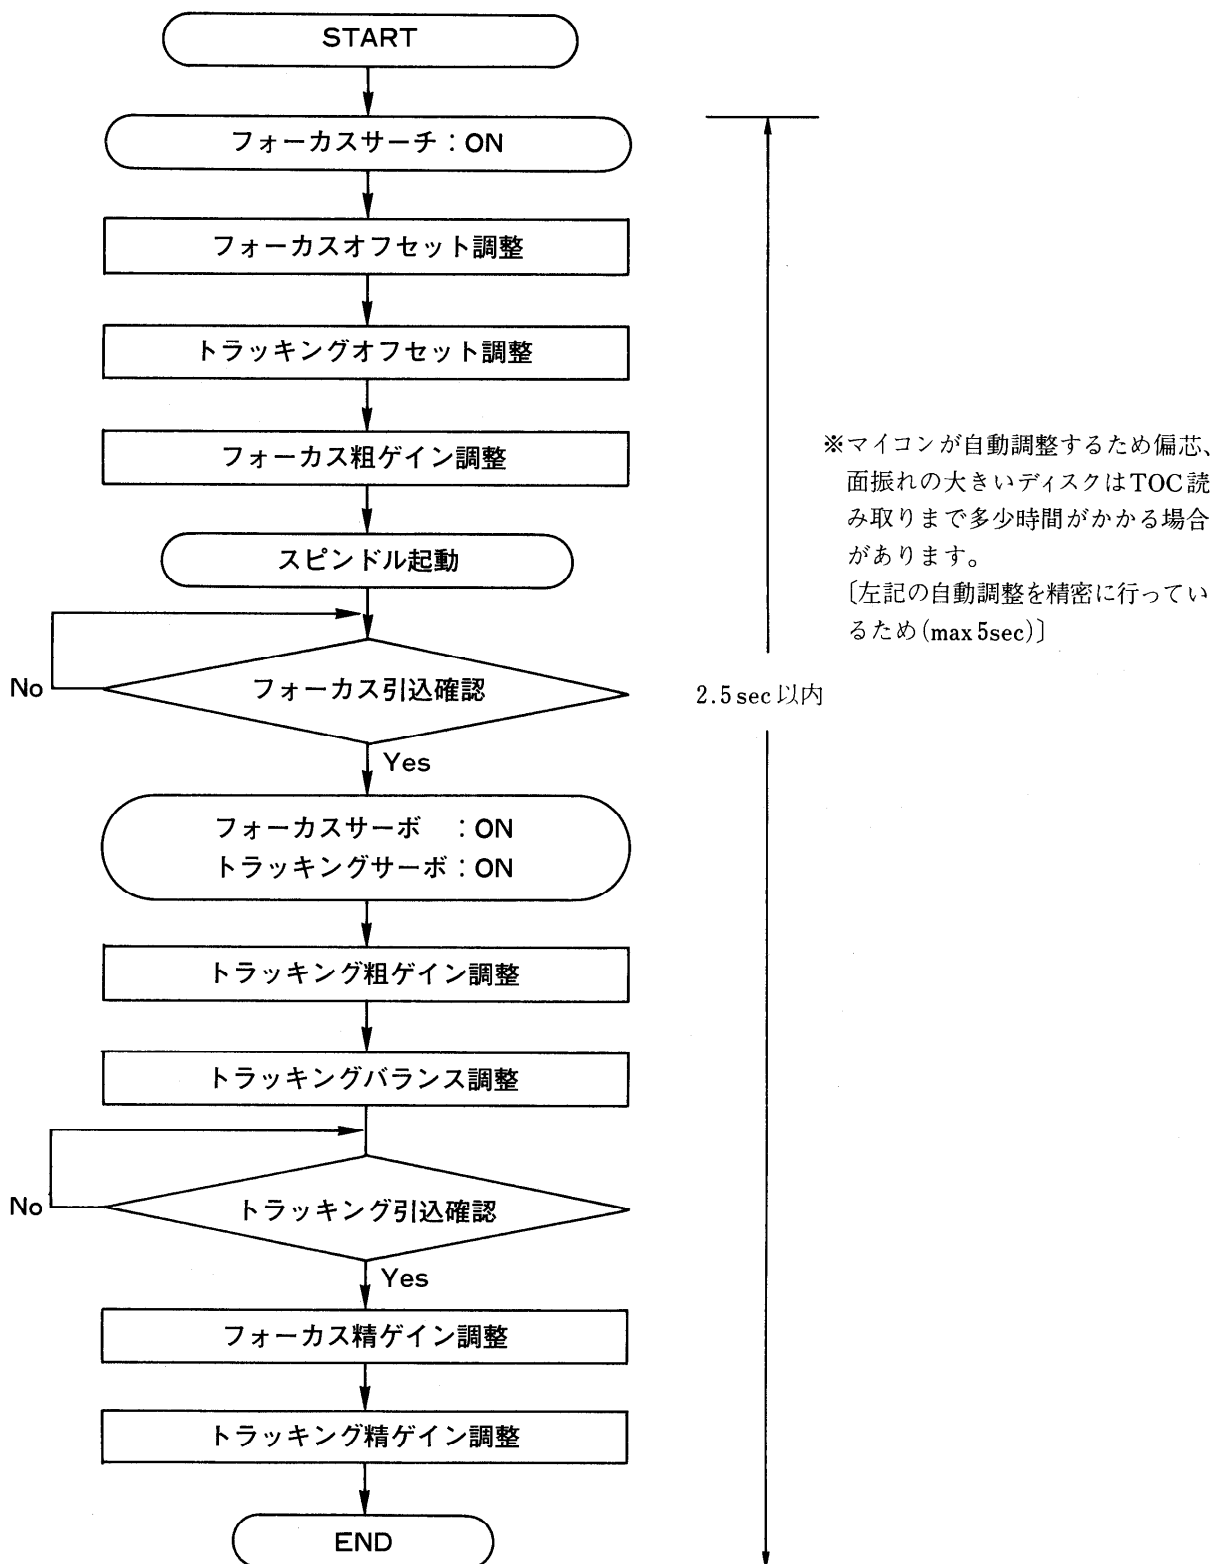 START
フォーカスサーチ：ON
フォーカスオフセット調整
トラッキングオフセット調整
フォーカス粗ゲイン調整
スピンドル起動
No
フォーカス引込確認
Yes
フォーカスサーボ　：ON
トラッキングサーボ：ON
トラッキング粗ゲイン調整
トラッキングバランス調整
No
トラッキング引込確認
Yes
フォーカス精ゲイン調整
トラッキング精ゲイン調整
END
2.5 sec 以内
※マイコンが自動調整するため偏芯、
面振れの大きいディスクはTOC読
み取りまで多少時間がかかる場合
があります。
〔左記の自動調整を精密に行ってい
るため(max 5sec)〕